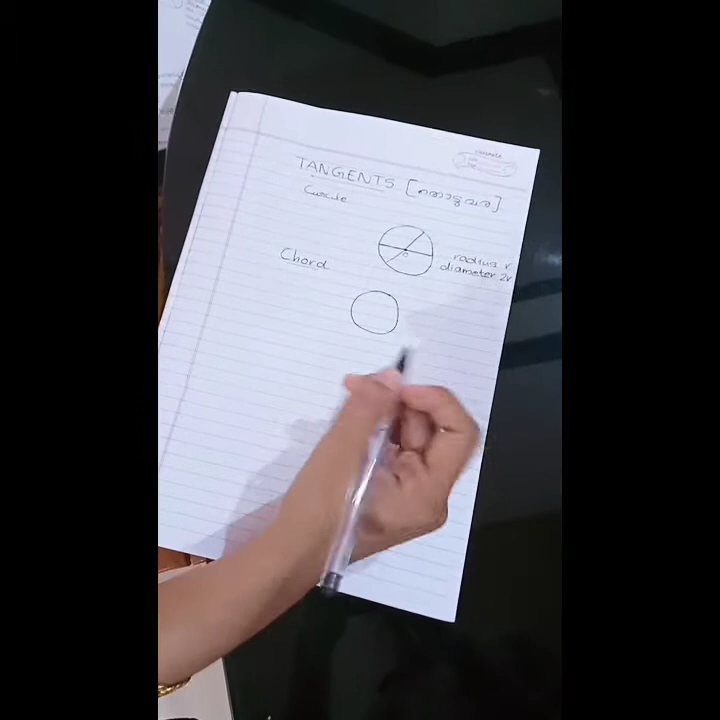 TANGENTS [തൊടുവര]
Circle
O
radius r
diameter 2r
Chord